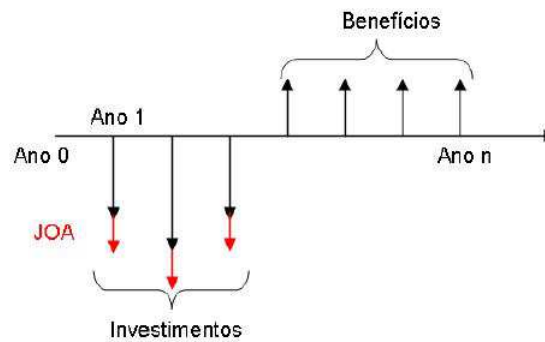 Benefícios
Ano 1
Ano 0
Ano n
JOA
Investimentos